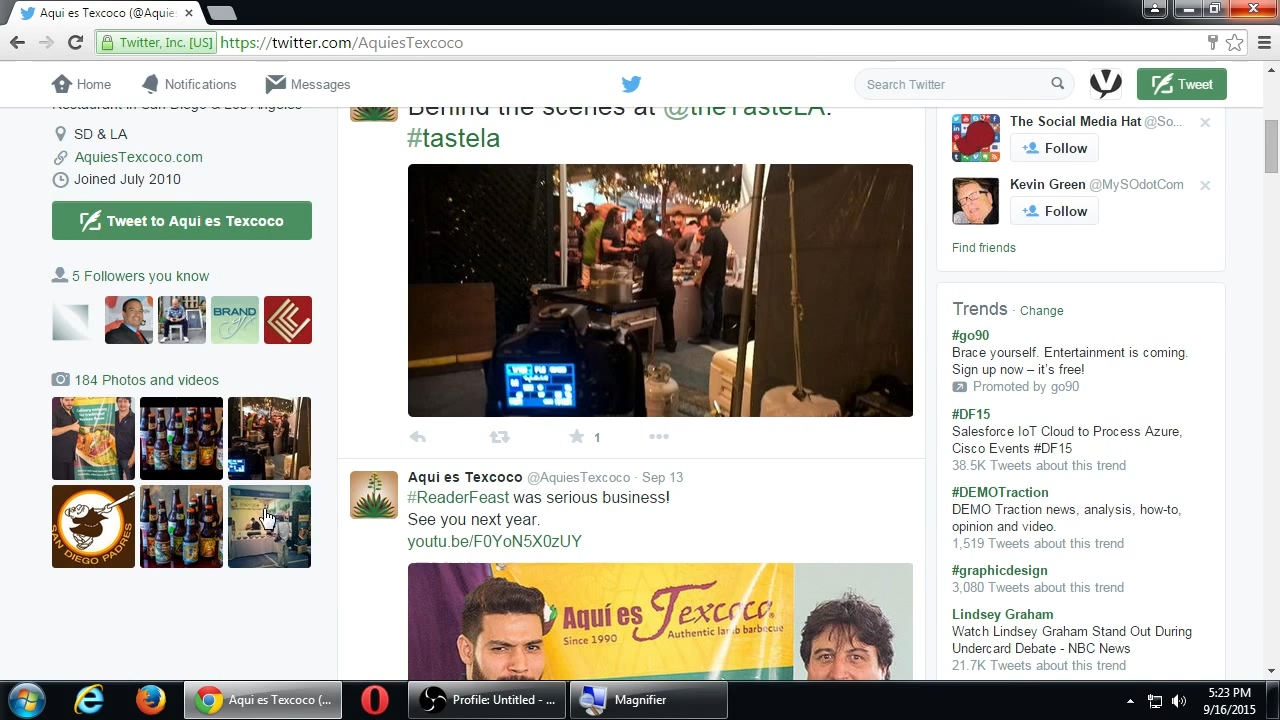 Aqui es Texcoco (@Aquie
Twitter, Inc. [US]
https://twitter.com/AquiesTexcoco
Home
Notifications
Messages
Search Twitter
Tweet
Restaurant in San Diego & Los Angeles
SD & LA
AquiesTexcoco.com
Joined July 2010
Tweet to Aqui es Texcoco
5 Followers you know
BRAND
184 Photos and videos
SAN DIEGO PADRES
Behind the scenes at @theTasteLA.
#tastela
1
Aqui es Texcoco @AquiesTexcoco · Sep 13
#ReaderFeast was serious business!
See you next year.
youtu.be/F0YoN5X0zUY
Aquí es Texcoco
Since 1990
Authentic lamb barbecue
The Social Media Hat @So...
Follow
Kevin Green @MySOdotCom
Follow
Find friends
Trends · Change
#go90
Brace yourself. Entertainment is coming.
Sign up now – it's free!
Promoted by go90
#DF15
Salesforce IoT Cloud to Process Azure,
Cisco Events #DF15
38.5K Tweets about this trend
#DEMOTraction
DEMO Traction news, analysis, how-to,
opinion and video.
1,519 Tweets about this trend
#graphicdesign
3,080 Tweets about this trend
Lindsey Graham
Watch Lindsey Graham Stand Out During
Undercard Debate - NBC News
21.7K Tweets about this trend
Aqui es Texcoco (...
Profile: Untitled - ...
Magnifier
5:23 PM
9/16/2015